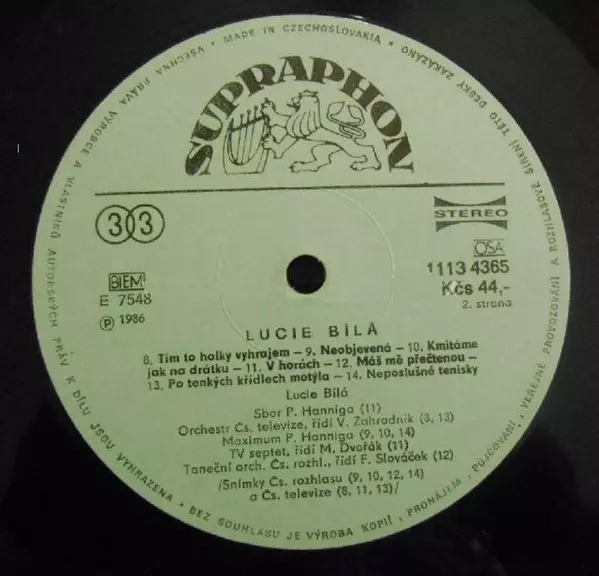 VŠECHNA PRÁVA VÝROBCE A VLASTNÍKŮ AUTORSKÝCH PRÁV K DÍLU JSOU VYHRAZENA • BEZ SOUHLASU JE VÝROBA KOPIÍ, PRONÁJEM, PŮJČOVÁNÍ, VEŘEJNÉ PROVOZOVÁNÍ A ROZHLASOVÉ ŠÍŘENÍ TÉTO DESKY ZAKÁZÁNO • MADE IN CZECHOSLOVAKIA •
SUPRAPHON
33
STEREO
OSA
BIEM
1113 4365
E 7548
Kčs 44,-
℗ 1986
2. strana
LUCIE BÍLÁ
8. Tím to holky vyhrajem – 9. Neobjevená – 10. Kmitáme
jak na drátku – 11. V horách – 12. Máš mě přečtenou –
13. Po tenkých křídlech motýla – 14. Neposlušné tenisky
Lucie Bílá
Sbor P. Hanniga (11)
Orchestr Čs. televize, řídí V. Zahradník (8, 13)
Maximum P. Hanniga (9, 10, 14)
TV septet, řídí M. Dvořák (11)
Taneční orch. Čs. rozhl., řídí F. Slováček (12)
/Snímky Čs. rozhlasu (9, 10, 12, 14)
a Čs. televize (8, 11, 13)/